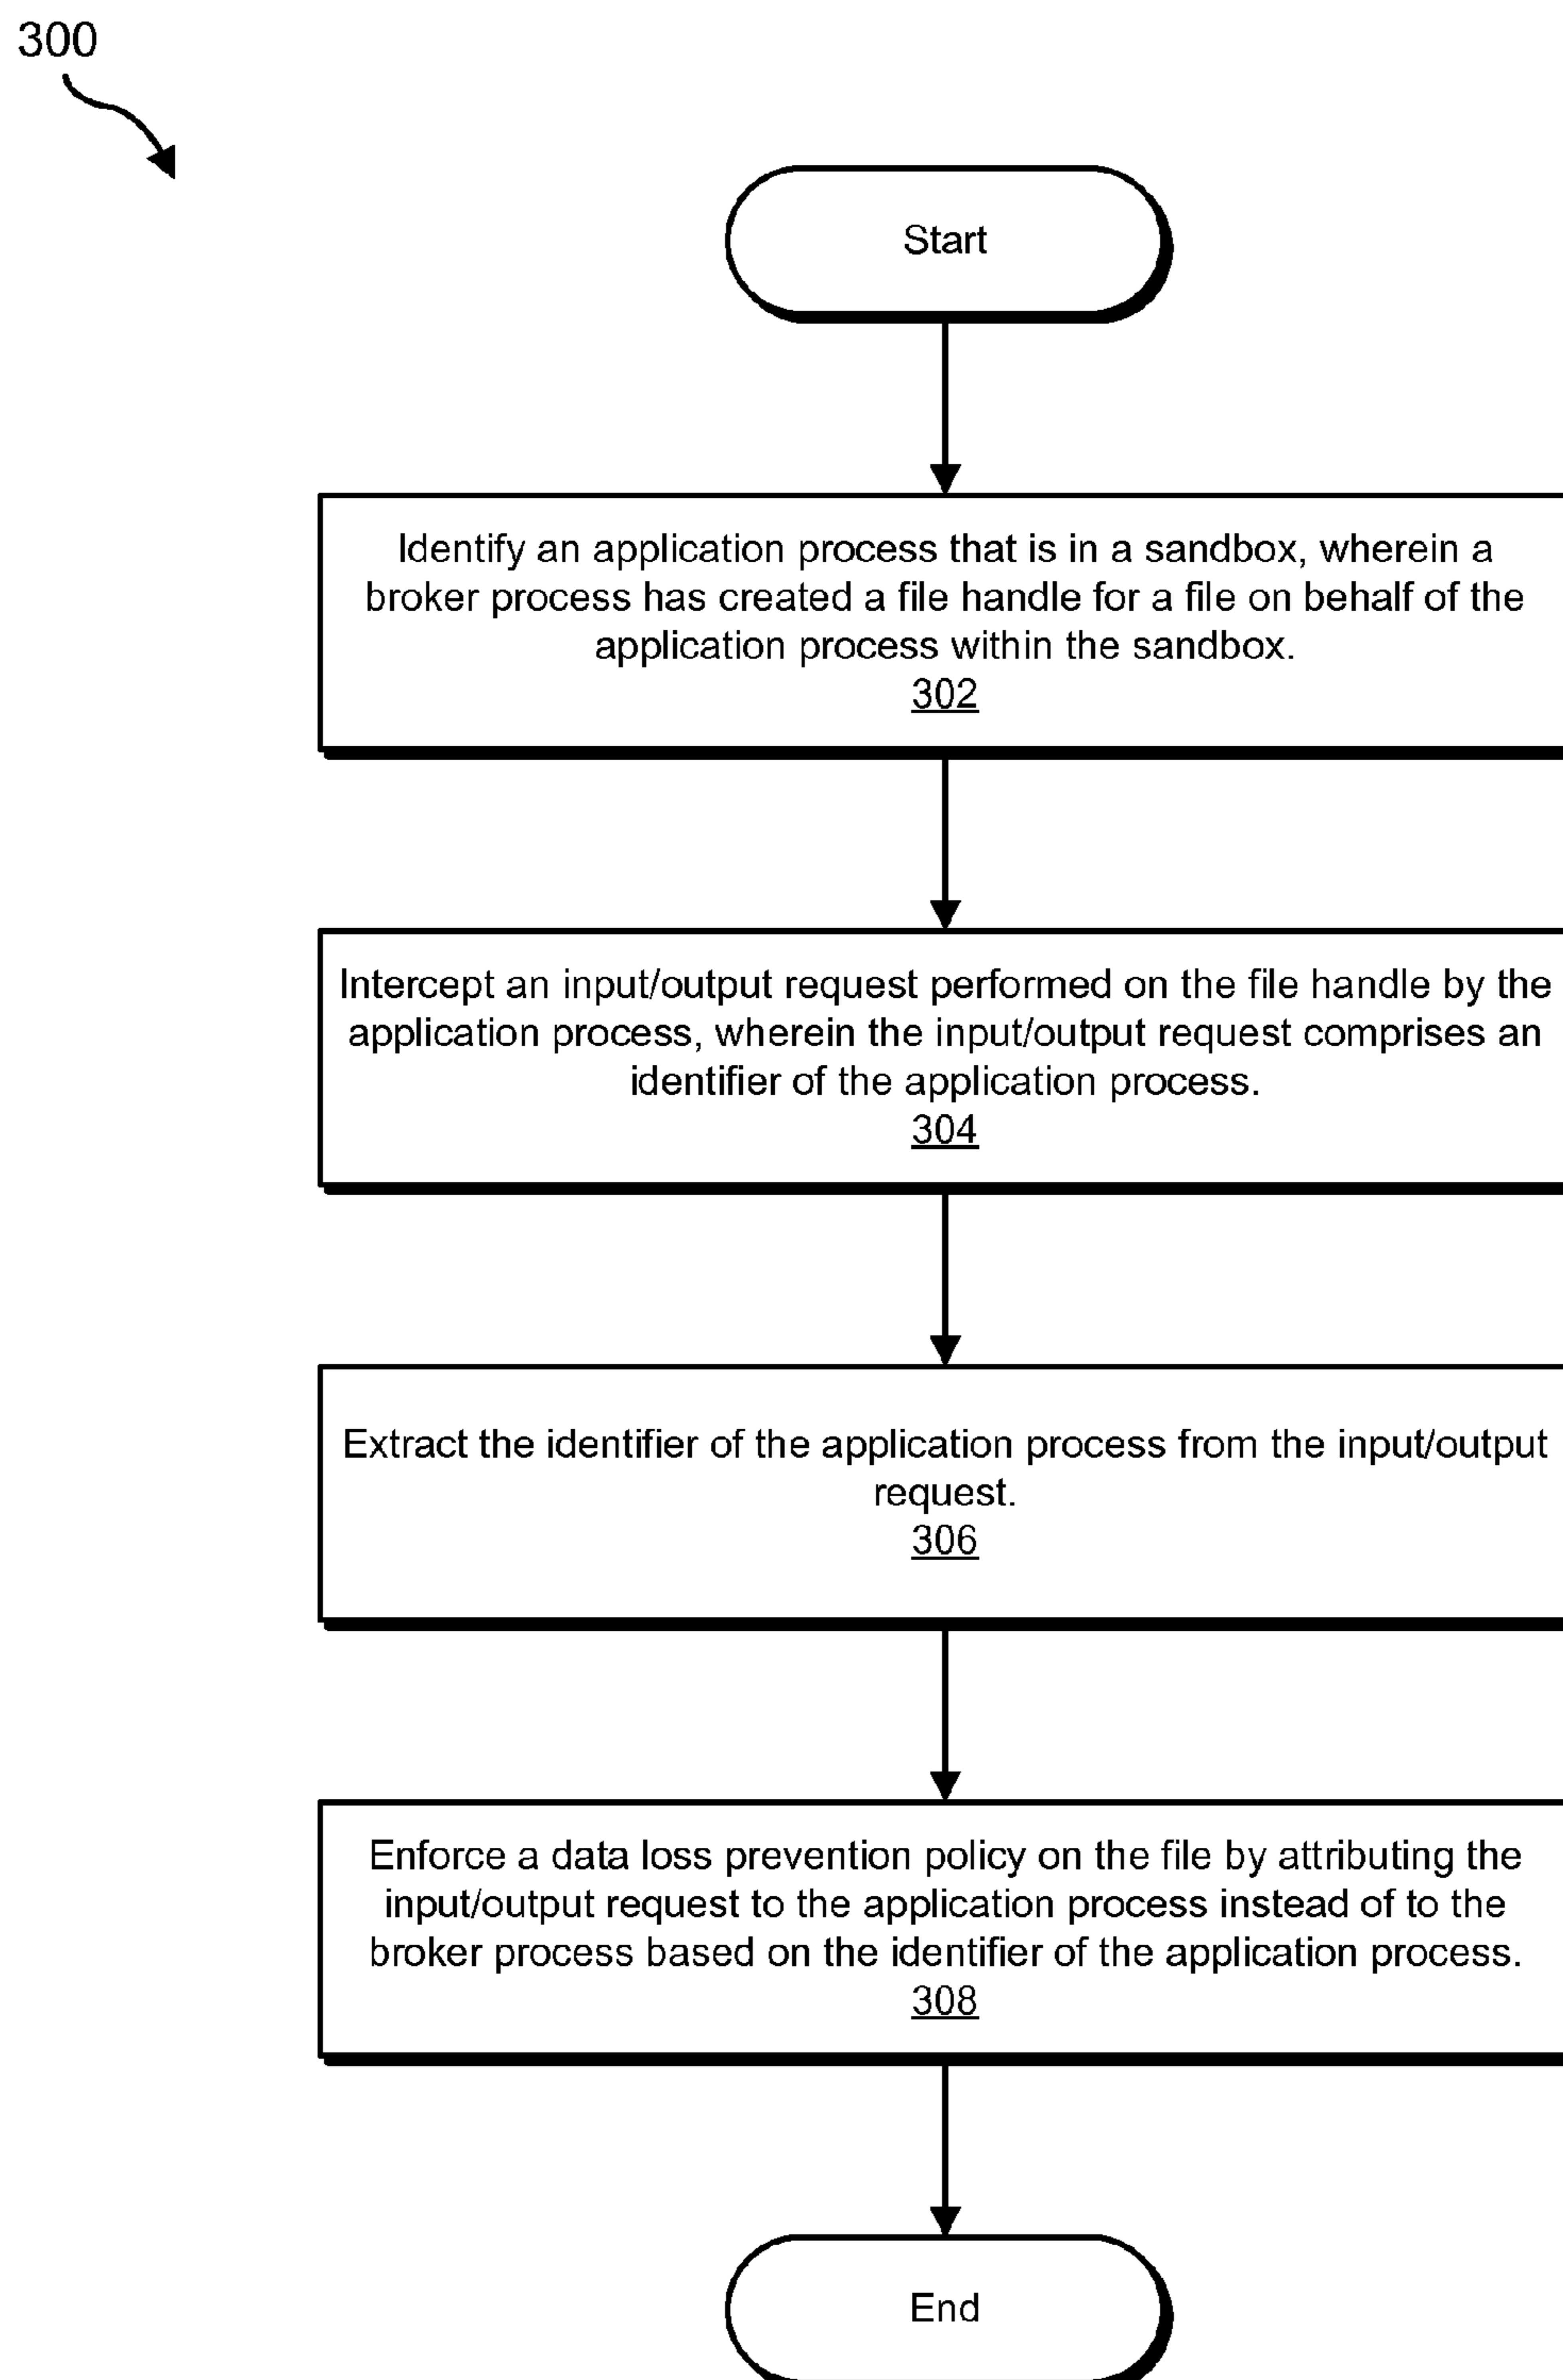 300
Start
Identify an application process that is in a sandbox, wherein a
broker process has created a file handle for a file on behalf of the
application process within the sandbox.
302
Intercept an input/output request performed on the file handle by the
application process, wherein the input/output request comprises an
identifier of the application process.
304
Extract the identifier of the application process from the input/output
request.
306
Enforce a data loss prevention policy on the file by attributing the
input/output request to the application process instead of to the
broker process based on the identifier of the application process.
308
End